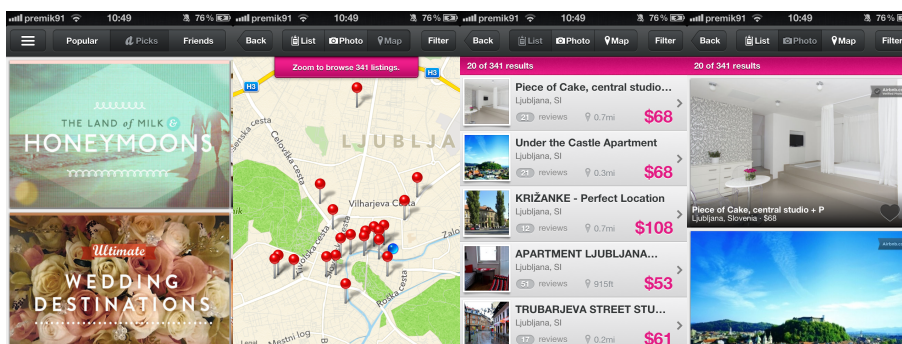 premik91 10:49 76%
Popular Picks Friends
THE LAND of MILK &
HONEYMOONS
Ultimate
WEDDING
DESTINATIONS
premik91 10:49 76%
Back List Photo Map Filter
Zoom to browse 341 listings.
H3
H3
LJUBLJA
Celovška cesta
Vilharjeva Cesta
Tivolska cesta
Zalo
Roška cesta
Mestni log
premik91 10:49 76%
Back List Photo Map Filter
20 of 341 results
Piece of Cake, central studio...
Ljubljana, SI
21 reviews 0.7mi $68
Under the Castle Apartment
Ljubljana, SI
21 reviews 0.3mi $68
KRIŽANKE - Perfect Location
Ljubljana, SI
12 reviews 0.7mi $108
APARTMENT LJUBLJANA...
Ljubljana, SI
51 reviews 915ft $53
TRUBARJEVA STREET STU...
Ljubljana, SI
17 reviews 0.2mi $61
premik91 10:49 76%
Back List Photo Map Filter
20 of 341 results
Piece of Cake, central studio + P
Ljubljana, Slovenia - $68